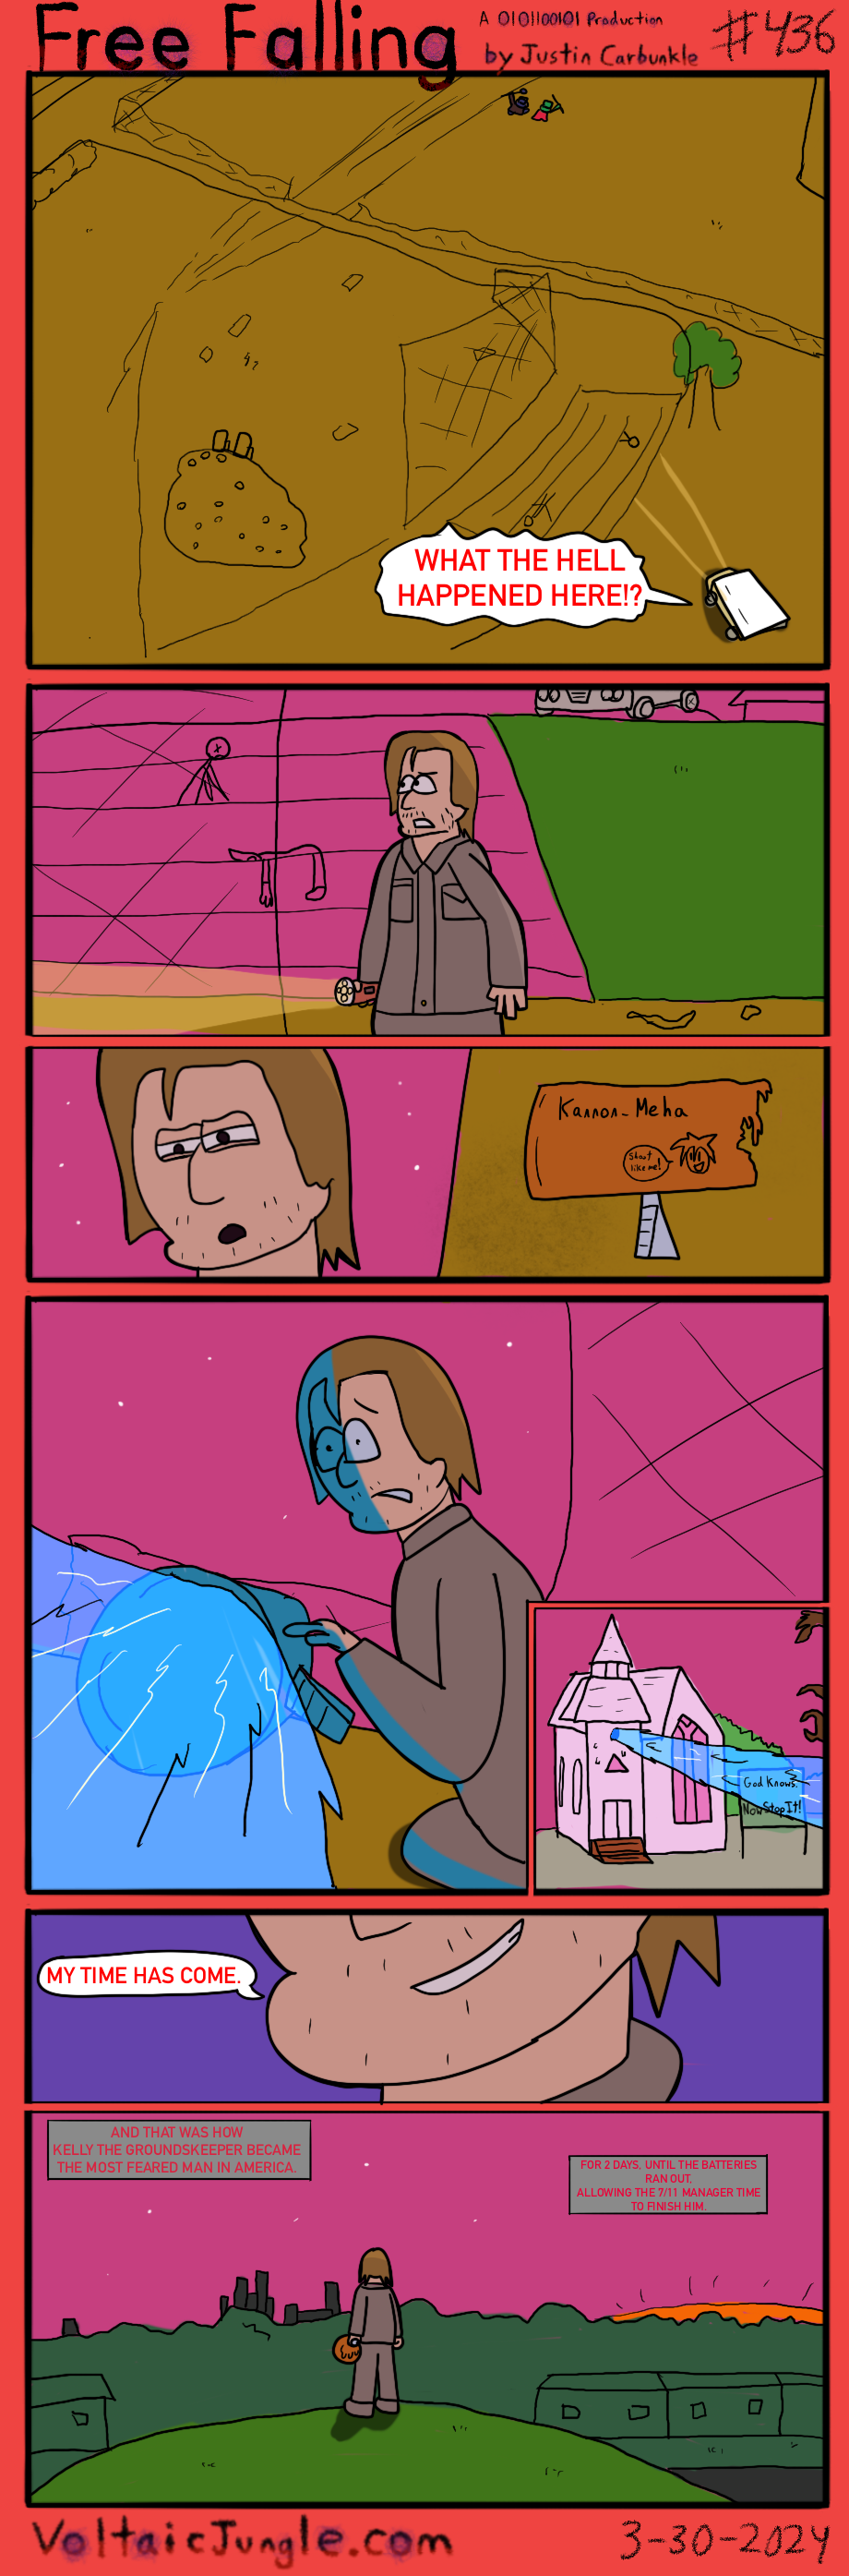 Free Falling
A 0101100101 Production
by Justin Carbunkle
#436
WHAT THE HELL
HAPPENED HERE!?
Kannon-Meha
Shoot
like me!
God Knows.
Now Stop It!
MY TIME HAS COME.
AND THAT WAS HOW
KELLY THE GROUNDSKEEPER BECAME
THE MOST FEARED MAN IN AMERICA.
FOR 2 DAYS, UNTIL THE BATTERIES
RAN OUT,
ALLOWING THE 7/11 MANAGER TIME
TO FINISH HIM.
VoltaicJungle.com
3-30-2024